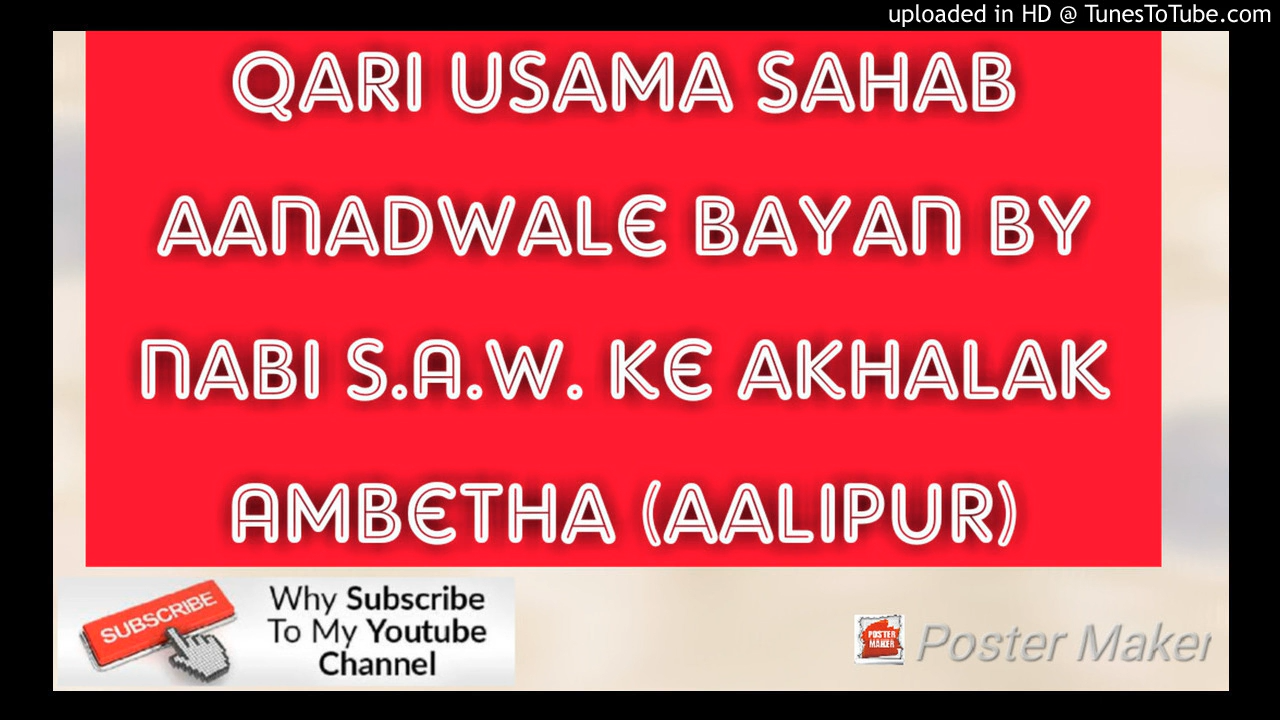 uploaded in HD @ TunesToTube.com
QARI USAMA SAHAB
AANADWALE BAYAN BY
NABI S.A.W. KE AKHALAK
AMBETHA (AALIPUR)
SUBSCRIBE
Why Subscribe
To My Youtube
Channel
POSTER
MAKER
Poster Maker